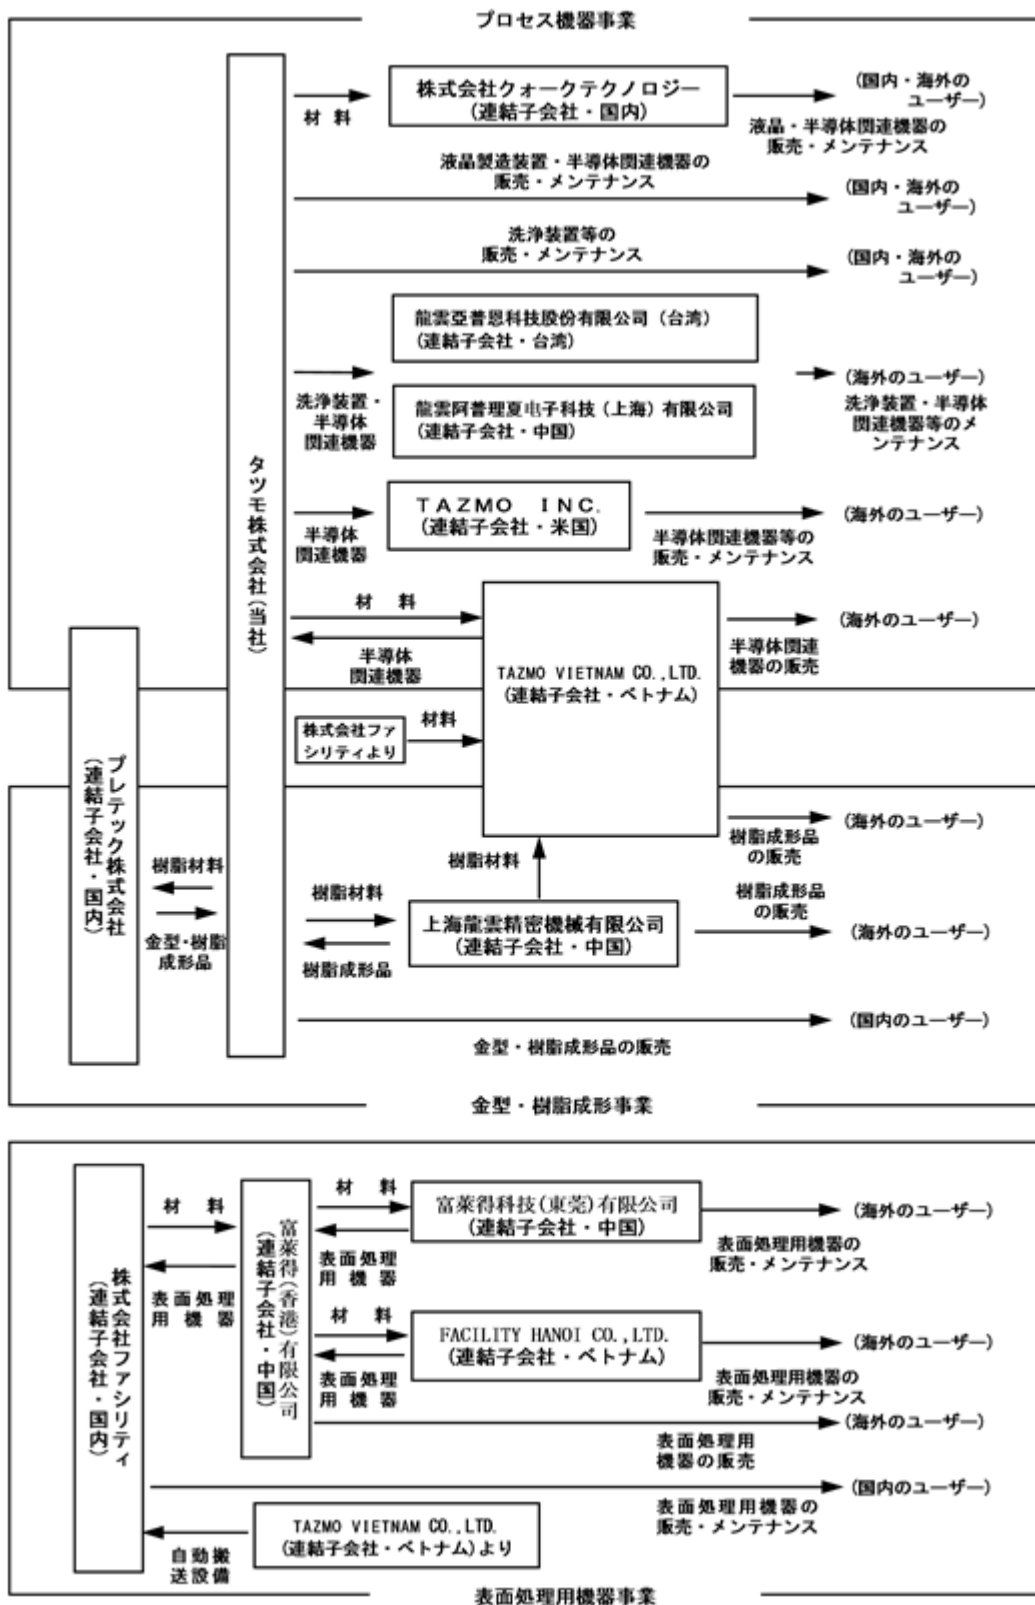 プロセス機器事業
株式会社クォークテクノロジー
(連結子会社・国内)
材 料
(国内・海外の
ユーザー)
液晶・半導体関連機器の
販売・メンテナンス
液晶製造装置・半導体関連機器の
販売・メンテナンス
(国内・海外の
ユーザー)
洗浄装置等の
販売・メンテナンス
(国内・海外の
ユーザー)
龍雲亞普恩科技股份有限公司(台湾)
(連結子会社・台湾)
洗浄装置・
半導体
関連機器
龍雲阿普理夏电子科技(上海)有限公司
(連結子会社・中国)
(海外のユーザー)
洗浄装置・半導体
関連機器等のメ
ンテナンス
タツモ株式会社(当社)
TAZMO INC.
(連結子会社・米国)
半導体
関連機器
半導体関連機器等の
販売・メンテナンス
(海外のユーザー)
材 料
半導体
関連機器
TAZMO VIETNAM CO.,LTD.
(連結子会社・ベトナム)
(海外のユーザー)
半導体関連
機器の販売
株式会社ファ
シリティより
材料
プレテック株式会社
(連結子会社・国内)
(海外のユーザー)
樹脂成形品
の販売
樹脂材料
樹脂材料
金型・樹脂
成形品
樹脂材料
樹脂成形品
上海龍雲精密機械有限公司
(連結子会社・中国)
樹脂成形品
の販売
(海外のユーザー)
(国内のユーザー)
金型・樹脂成形品の販売
金型・樹脂成形事業
株式会社ファシリティ
(連結子会社・国内)
材 料
表面処理
用機器
富莱得(香港)有限公司
(連結子会社・中国)
材 料
表面処理
用機器
富莱得科技(東莞)有限公司
(連結子会社・中国)
(海外のユーザー)
表面処理用機器の
販売・メンテナンス
材 料
表面処理
用機器
FACILITY HANOI CO.,LTD.
(連結子会社・ベトナム)
(海外のユーザー)
表面処理用機器の
販売・メンテナンス
(海外のユーザー)
表面処理用
機器の販売
(国内のユーザー)
表面処理用機器の
販売・メンテナンス
TAZMO VIETNAM CO.,LTD.
(連結子会社・ベトナム)より
自動搬
送設備
表面処理用機器事業